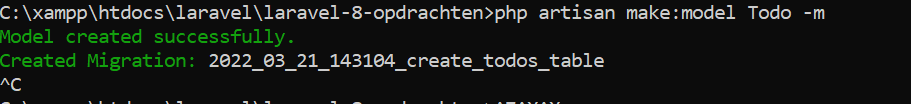 C:\xampp\htdocs\laravel\laravel-8-opdrachten>php artisan make:model Todo -m
Model created successfully.
Created Migration: 2022_03_21_143104_create_todos_table
^C